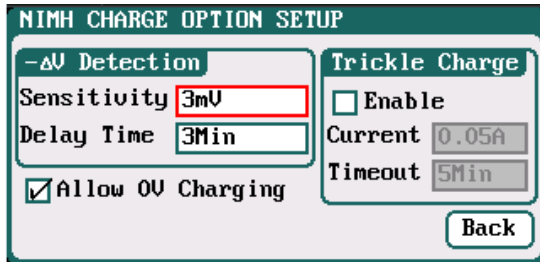 NIMH CHARGE OPTION SETUP
-ΔV Detection
Sensitivity 3mV
Delay Time 3Min
Allow 0V Charging
Trickle Charge
Enable
Current 0.05A
Timeout 5Min
Back